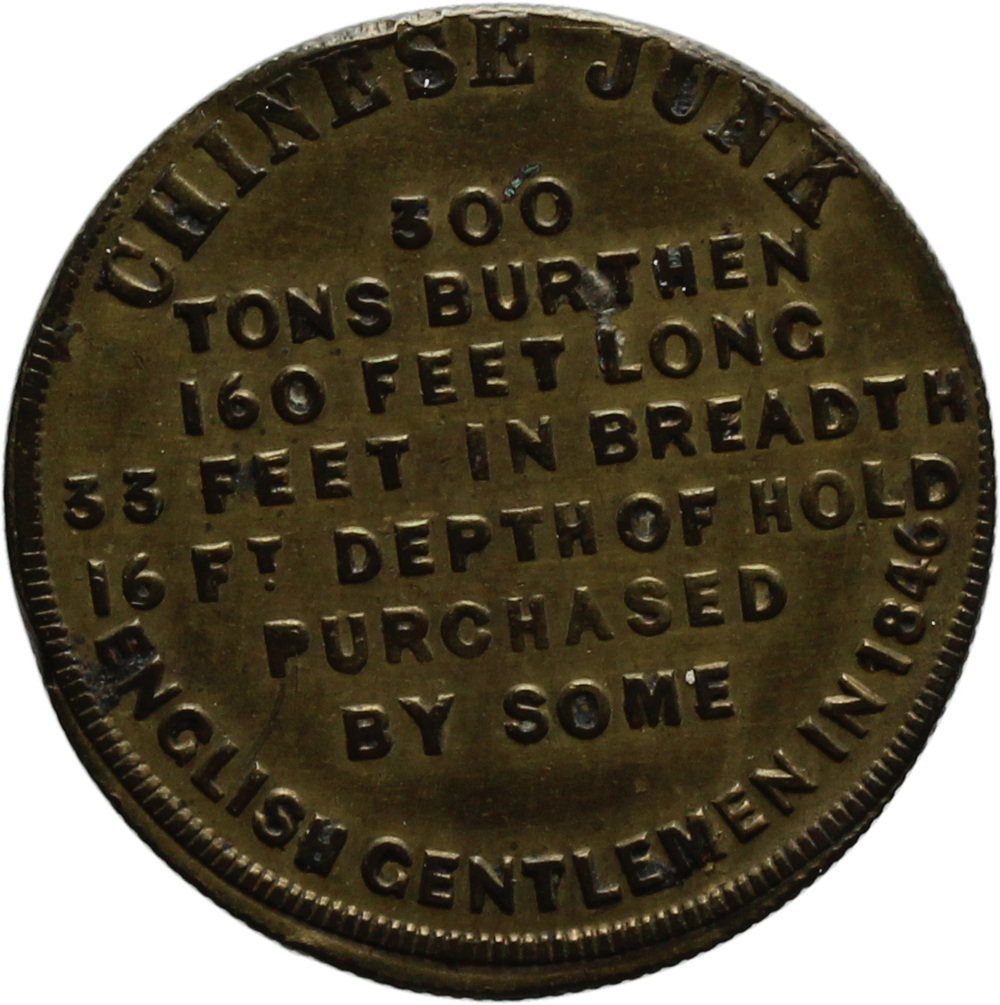 CHINESE JUNK
300
TONS BURTHEN
160 FEET LONG
33 FEET IN BREADTH
16 FT DEPTH OF HOLD
PURCHASED
BY SOME
ENGLISH GENTLEMEN IN 1846